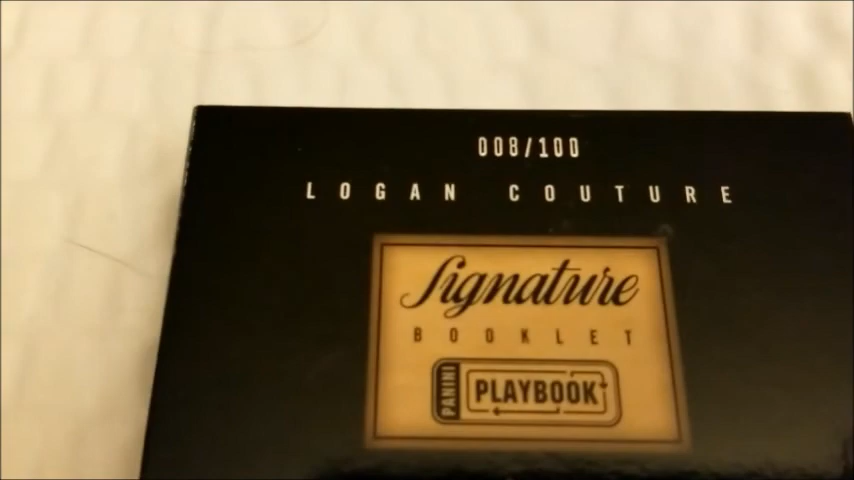 008/100
LOGAN COUTURE
Signature
BOOKLET
PANINI PLAYBOOK